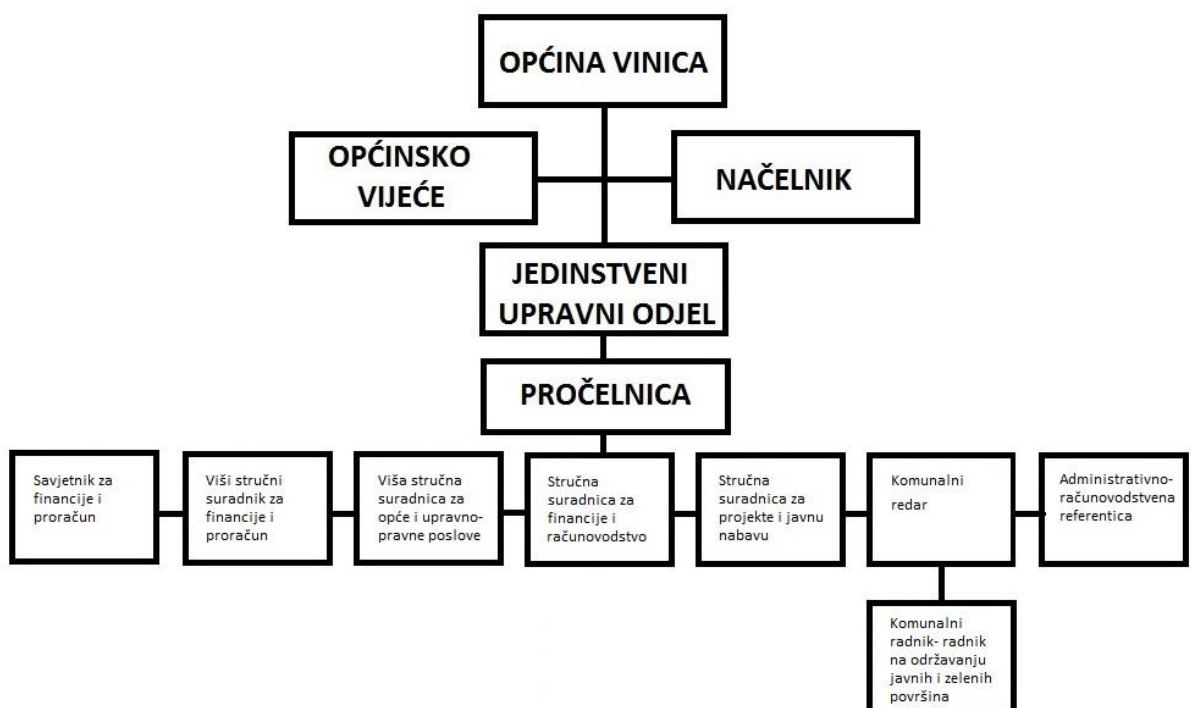 OPĆINA VINICA
OPĆINSKO
VIJEĆE
NAČELNIK
JEDINSTVENI
UPRAVNI ODJEL
PROČELNICA
Savjetnik za
financije i
proračun
Viši stručni
suradnik za
financije i
proračun
Viša stručna
suradnica za
opće i upravno-
pravne poslove
Stručna
suradnica za
financije i
računovodstvo
Stručna
suradnica za
projekte i javnu
nabavu
Komunalni
redar
Administrativno-
računovodstvena
referentica
Komunalni
radnik- radnik
na održavanju
javnih i zelenih
površina